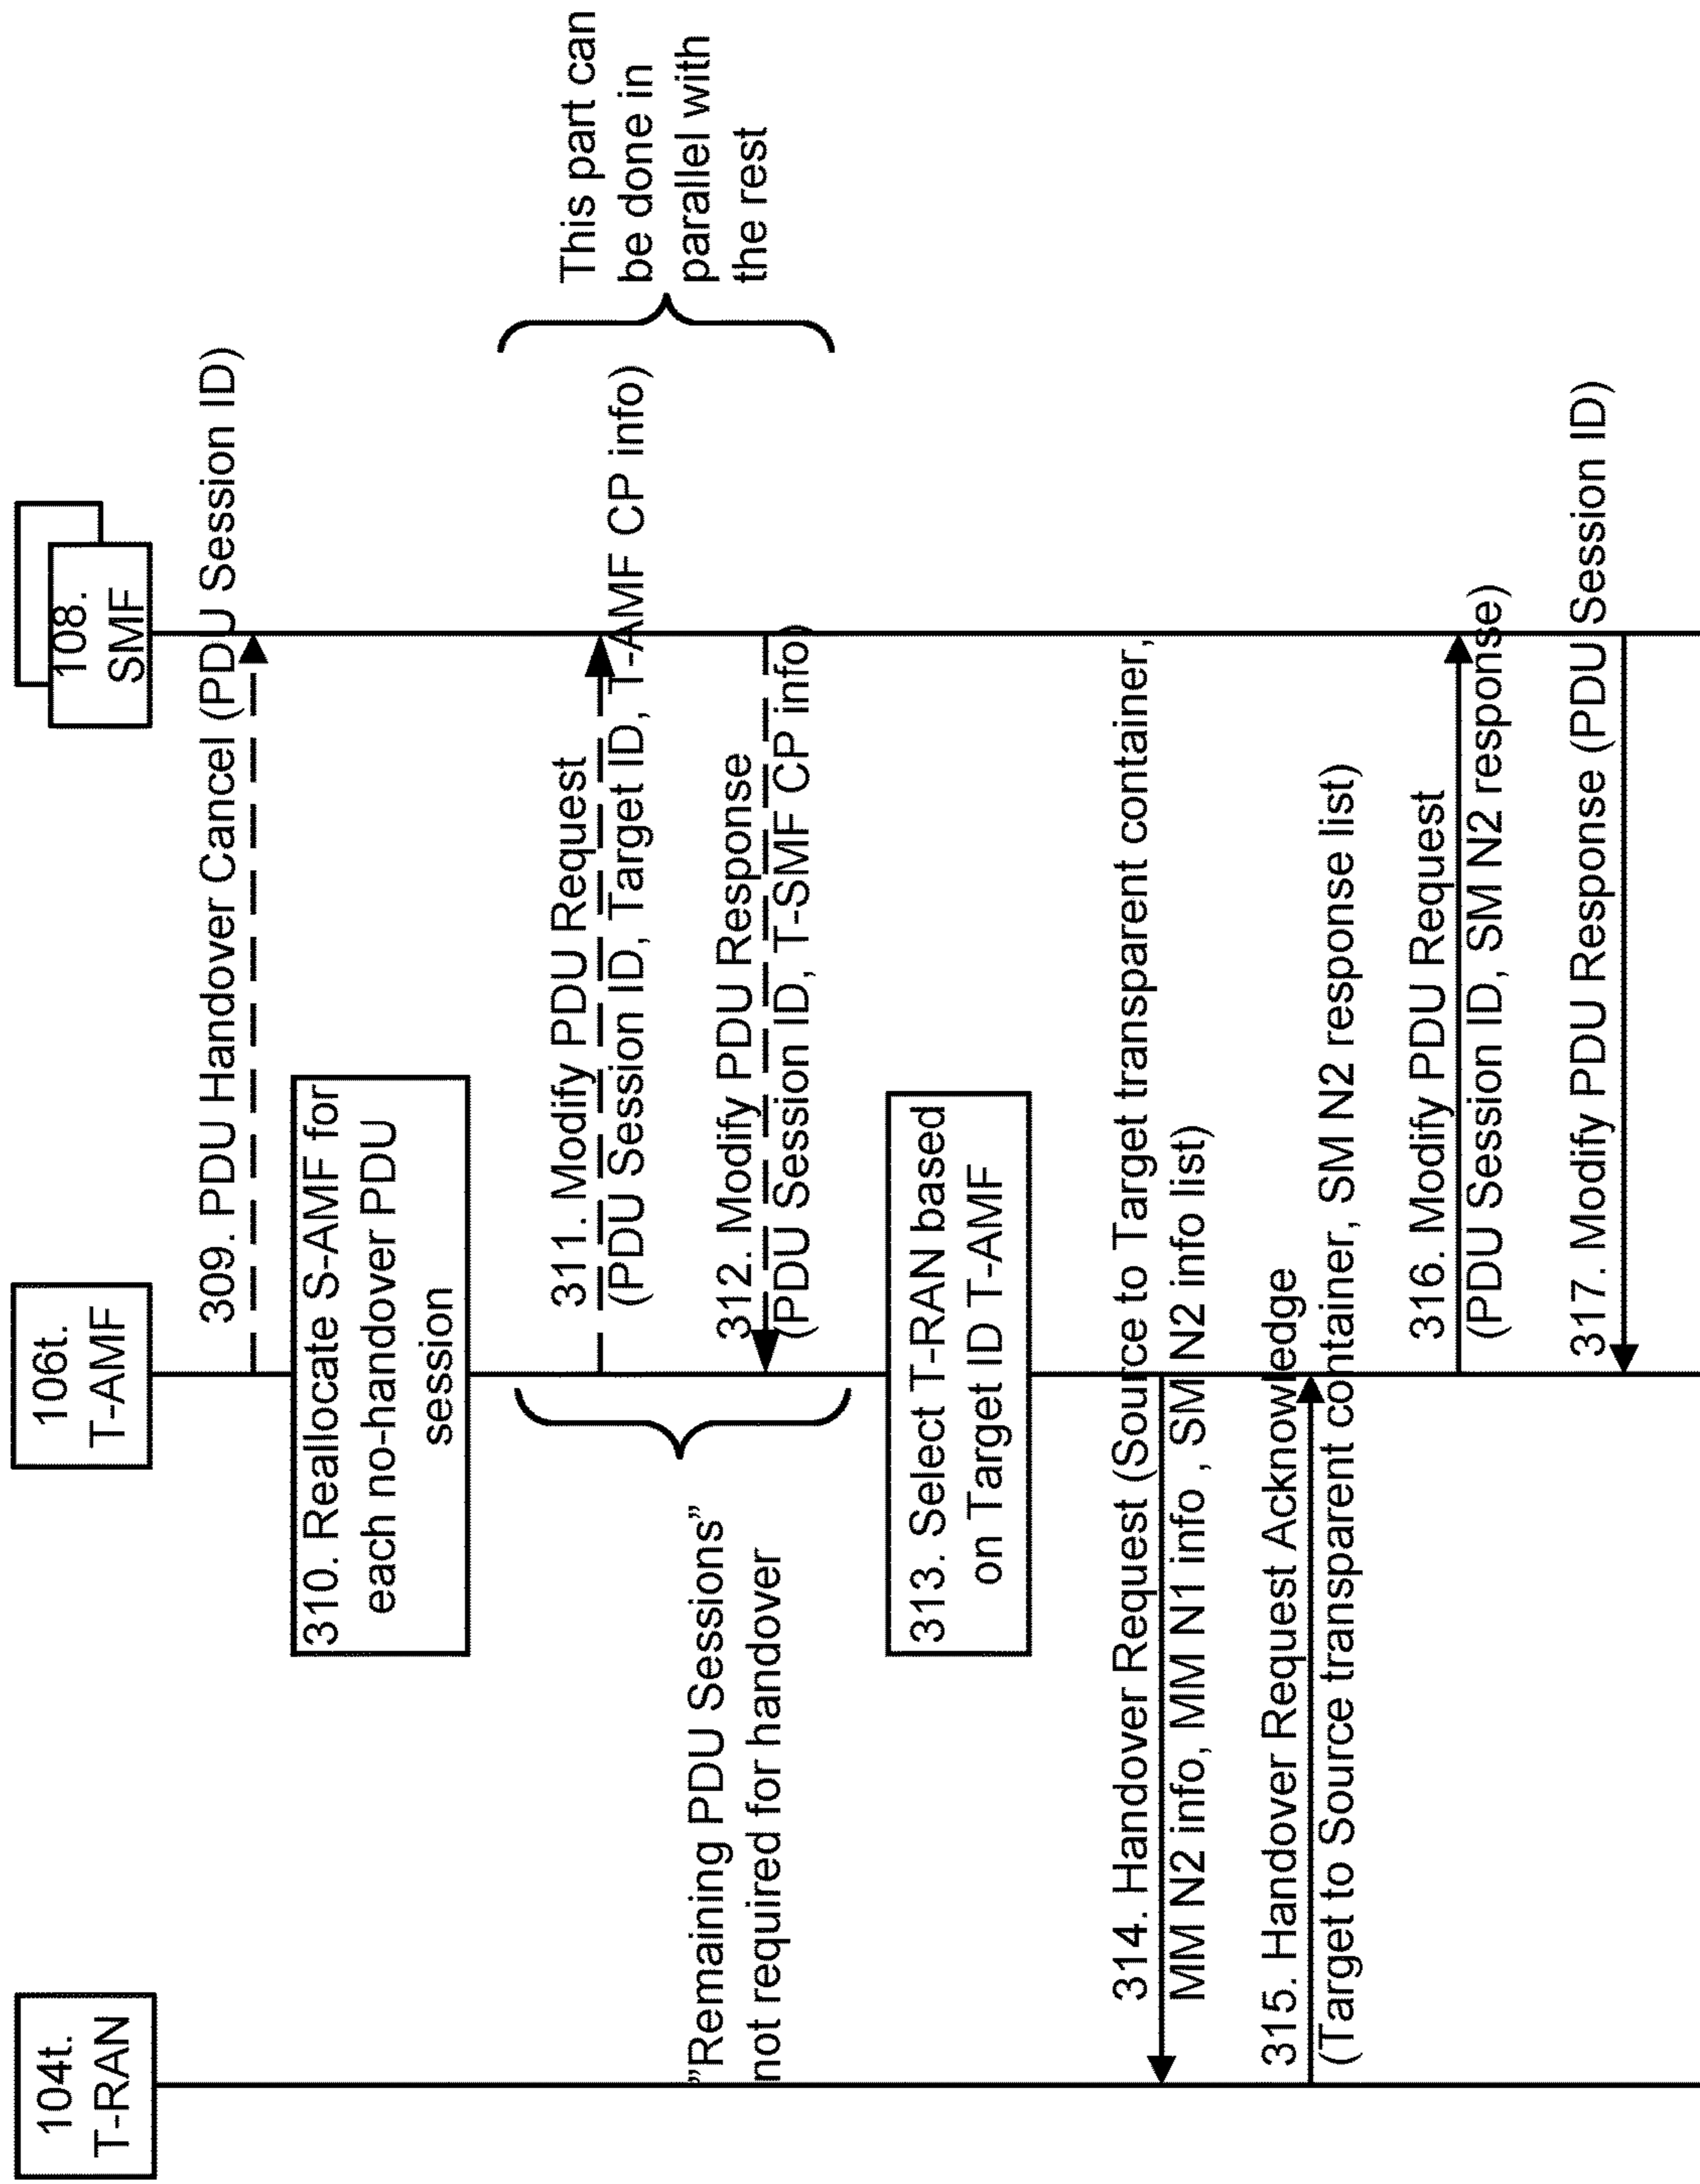 104t.
T-RAN
106t.
T-AMF
108.
SMF
309. PDU Handover Cancel (PDU Session ID)
310. Reallocate S-AMF for
each no-handover PDU
session
311. Modify PDU Request
(PDU Session ID, Target ID, T-AMF CP info)
This part can
be done in
parallel with
the rest
"Remaining PDU Sessions"
not required for handover
312. Modify PDU Response
(PDU Session ID, T-SMF CP info)
313. Select T-RAN based
on Target ID T-AMF
314. Handover Request (Source to Target transparent container,
MM N2 info, MM N1 info , SM N2 info list)
315. Handover Request Acknowledge
(Target to Source transparent container, SM N2 response list)
316. Modify PDU Request
(PDU Session ID, SM N2 response)
317. Modify PDU Response (PDU Session ID)